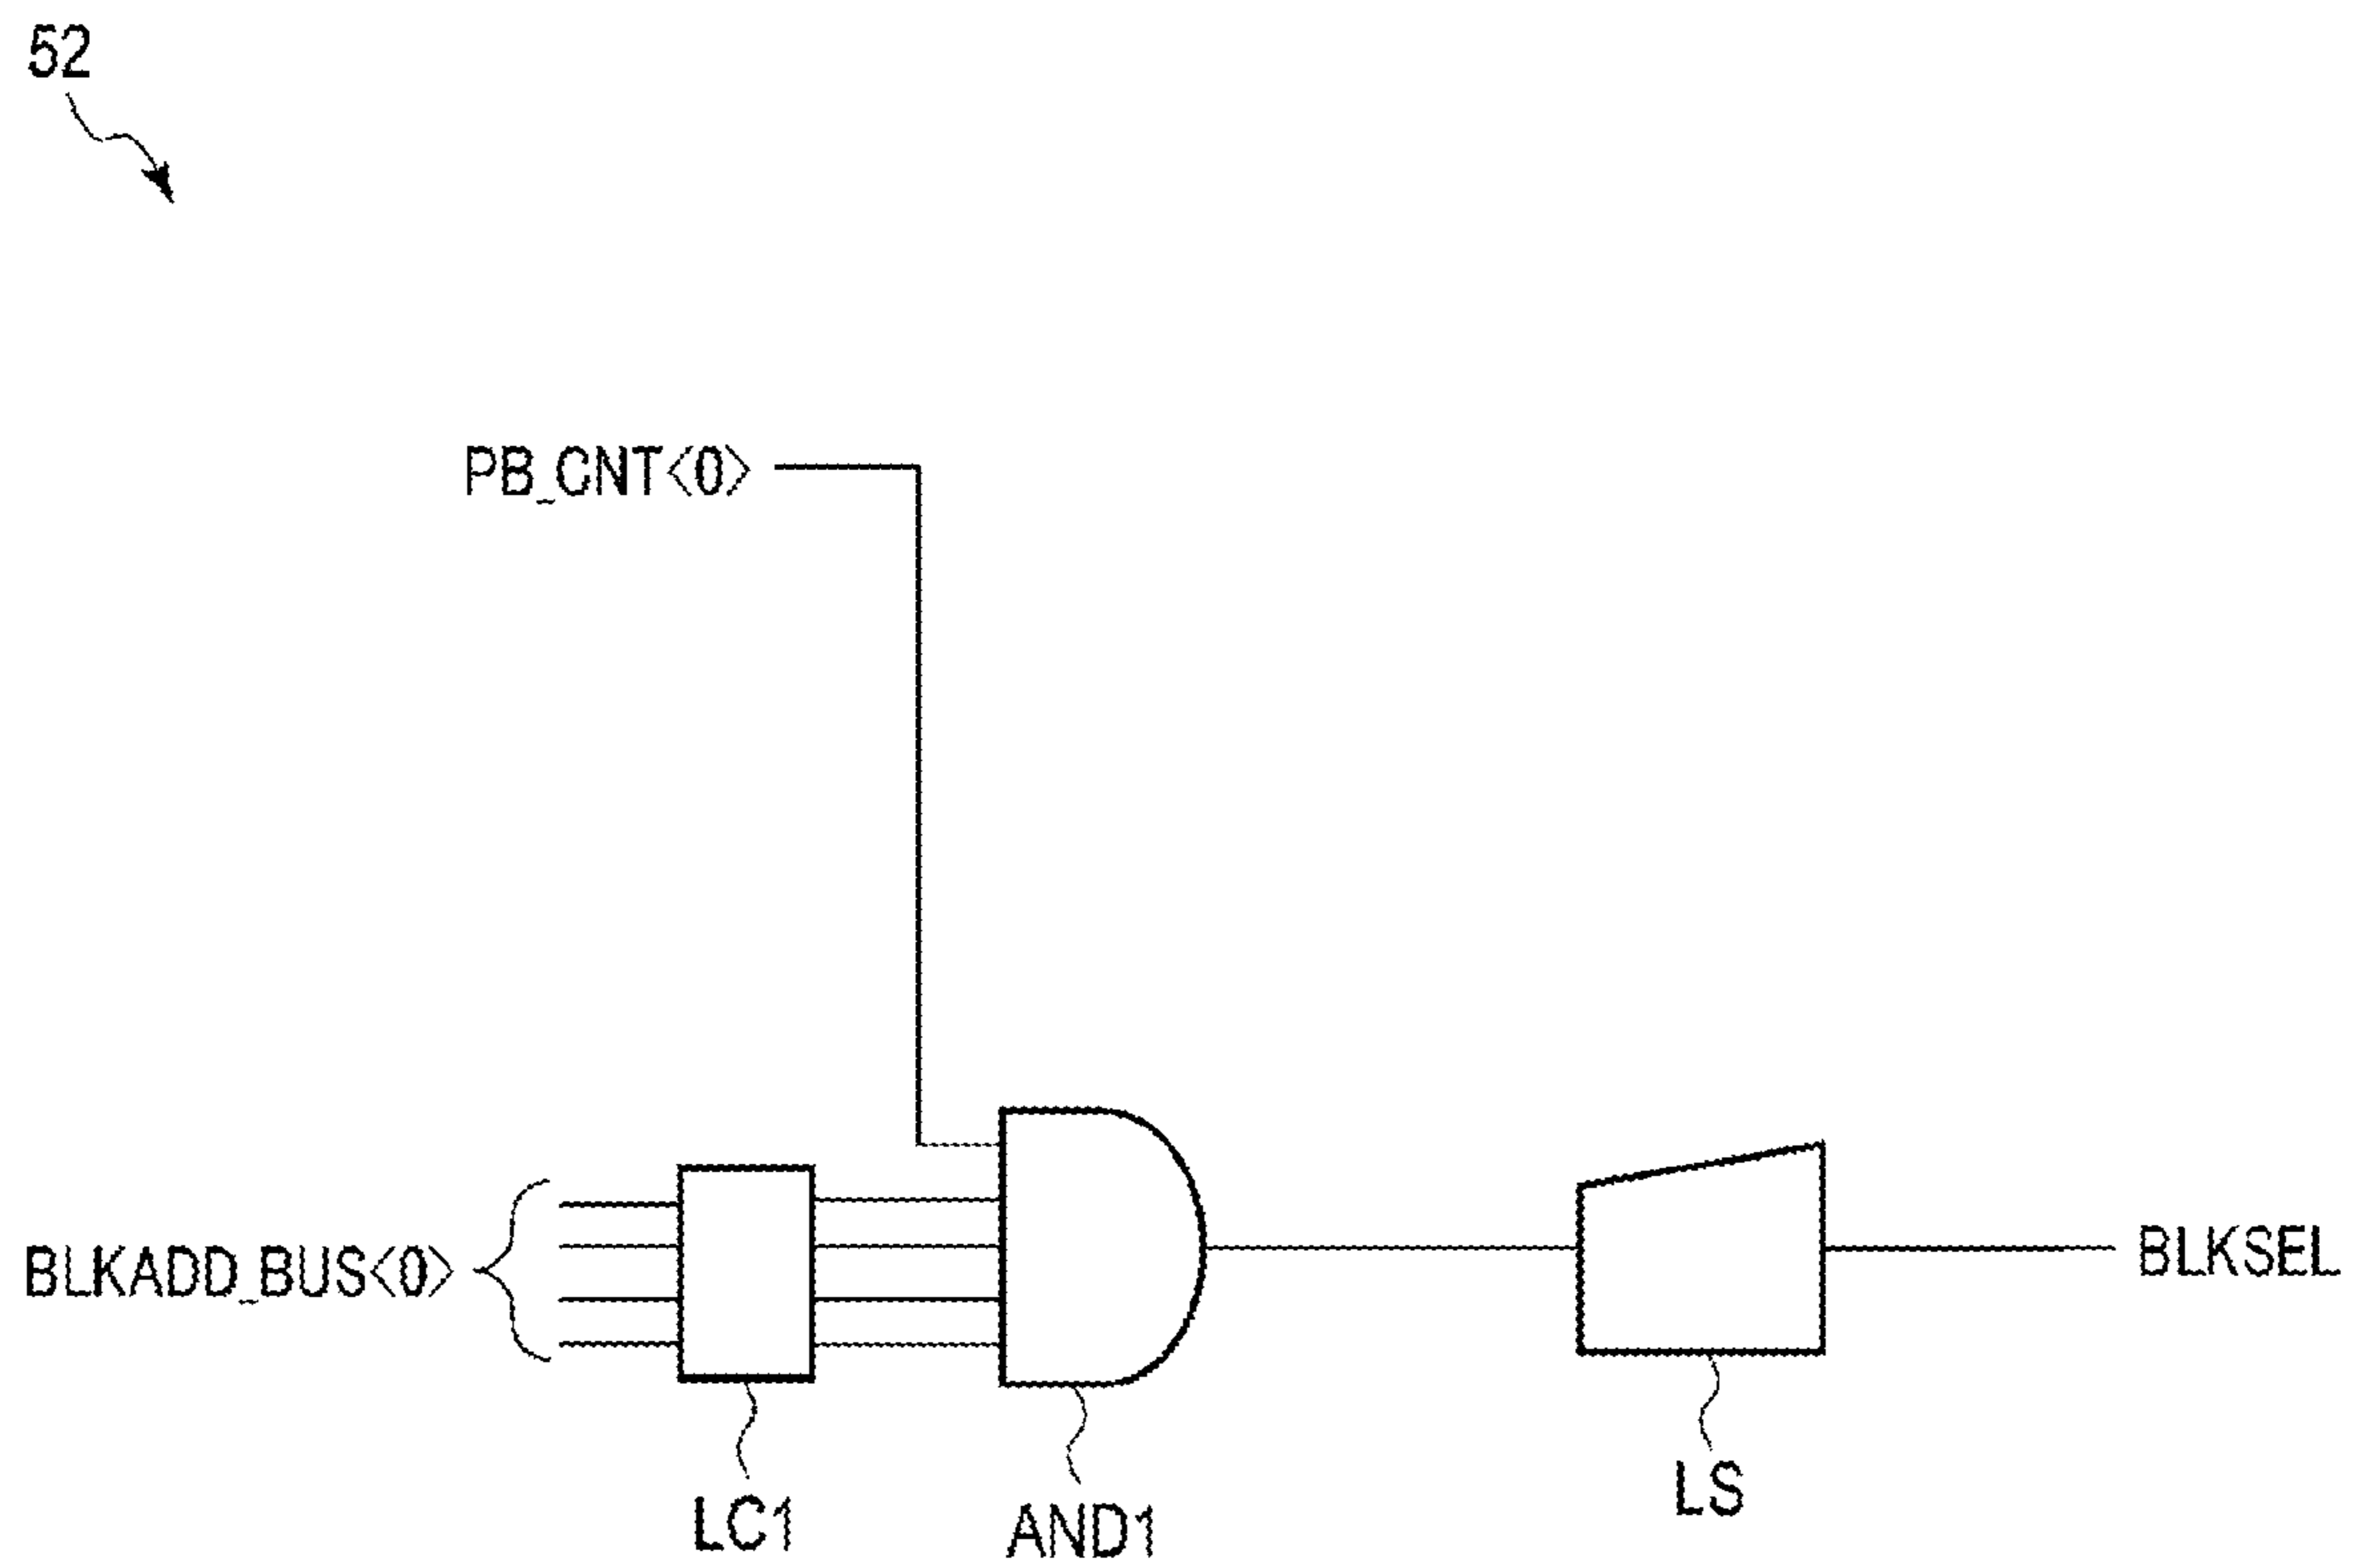 52
PB_CNT<0>
BLKADD_BUS<0>
BLKSEL
LC1
AND1
LS